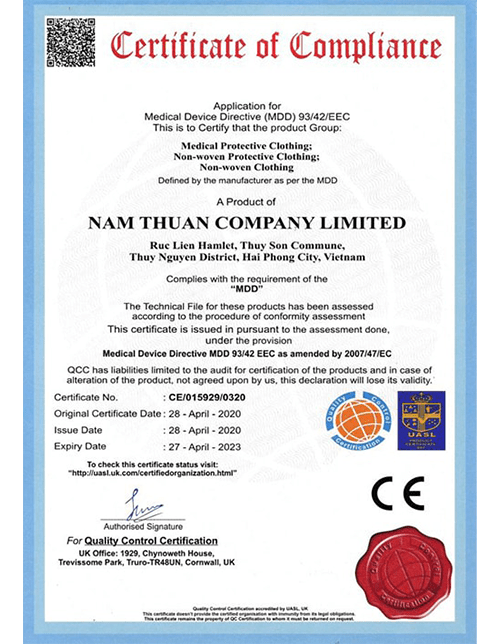 Certificate of Compliance
Application for
Medical Device Directive (MDD) 93/42/EEC
This is to Certify that the product Group:
Medical Protective Clothing;
Non-woven Protective Clothing;
Non-woven Clothing
Defined by the manufacturer as per the MDD
A Product of
NAM THUAN COMPANY LIMITED
Ruc Lien Hamlet, Thuy Son Commune,
Thuy Nguyen District, Hai Phong City, Vietnam
Complies with the requirement of the
"MDD"
The Technical File for these products has been assessed
according to the procedure of conformity assessment
This certificate is issued in pursuant to the assessment done,
under the provision
Medical Device Directive MDD 93/42 EEC as amended by 2007/47/EC
QCC has liabilities limited to the audit for certification of the products and in case of
alteration of the product, not agreed upon by us, this declaration will lose its validity.
Certificate No. : CE/015929/0320
Original Certificate Date : 28 - April - 2020
Issue Date : 28 - April - 2020
Expiry Date : 27 - April - 2023
Quality Control
Certification
UASL
To check this certificate status visit:
"http://uasl.uk.com/certifiedorganization.html"
CE
Authorised Signature
For Quality Control Certification
UK Office: 1929, Chynoweth House,
Trevissome Park, Truro-TR48UN, Cornwall, UK
Quality Control
Certification
Quality Control Certification accredited by UASL, UK
This certificate doesn't provide the certified organisation with immunity from its legal obligations.
This certificate remains the property of QC Certification to whom it must be returned on request.